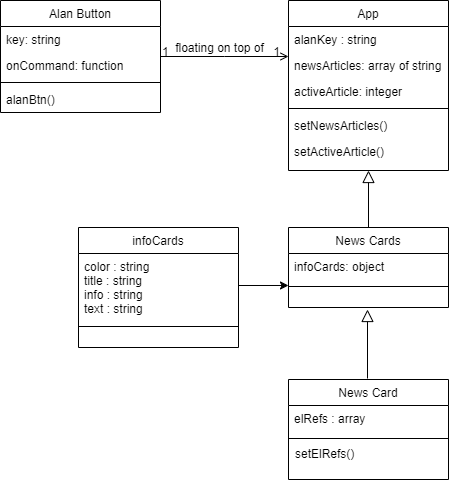 Alan Button
key: string
onCommand: function
alanBtn()
1 floating on top of 1
App
alanKey : string
newsArticles: array of string
activeArticle: integer
setNewsArticles()
setActiveArticle()
infoCards
color : string
title : string
info : string
text : string
News Cards
infoCards: object
News Card
elRefs : array
setElRefs()